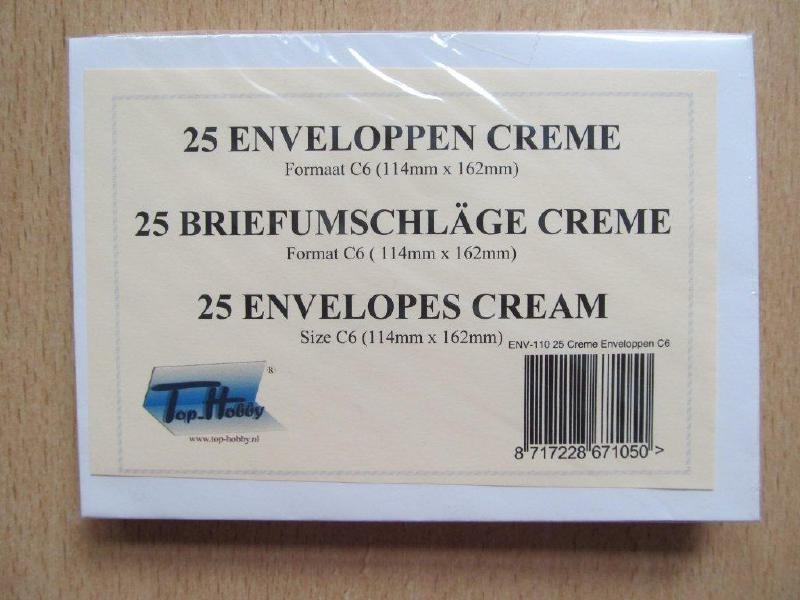 25 ENVELOPPEN CREME
Formaat C6 (114mm x 162mm)
25 BRIEFUMSCHLÄGE CREME
Format C6 ( 114mm x 162mm)
25 ENVELOPES CREAM
Size C6 (114mm x 162mm)
ENV-110 25 Creme Enveloppen C6
Top-Hobby ®
www.top-hobby.nl
8 717228 671050 >